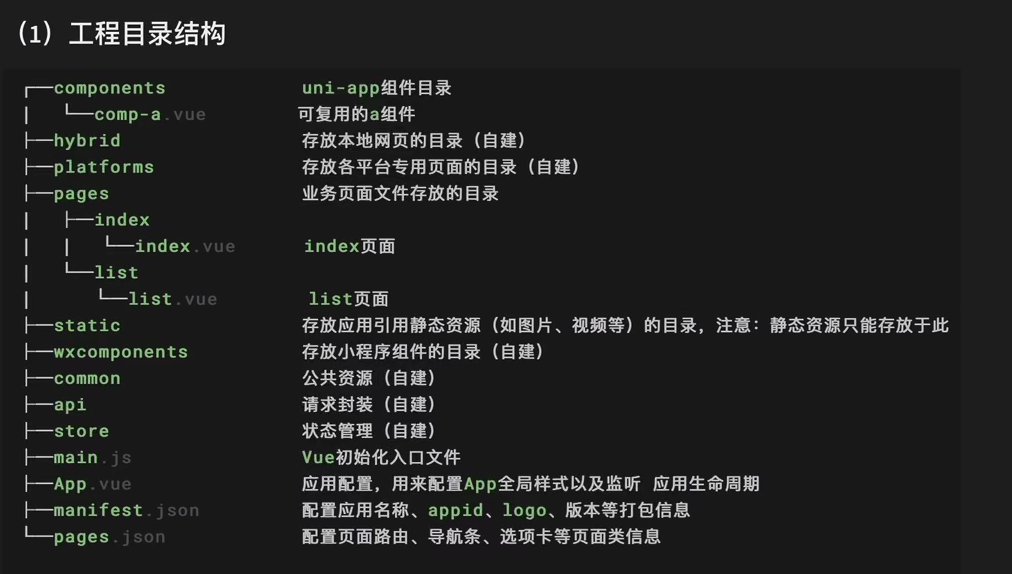 （1）工程目录结构
┌──components uni-app组件目录
| └──comp-a.vue 可复用的a组件
├──hybrid 存放本地网页的目录（自建）
├──platforms 存放各平台专用页面的目录（自建）
├──pages 业务页面文件存放的目录
| ├──index
| | └──index.vue index页面
| └──list
| └──list.vue list页面
├──static 存放应用引用静态资源（如图片、视频等）的目录，注意：静态资源只能存放于此
├──wxcomponents 存放小程序组件的目录（自建）
├──common 公共资源（自建）
├──api 请求封装（自建）
├──store 状态管理（自建）
├──main.js Vue初始化入口文件
├──App.vue 应用配置，用来配置App全局样式以及监听 应用生命周期
├──manifest.json 配置应用名称、appid、logo、版本等打包信息
└──pages.json 配置页面路由、导航条、选项卡等页面类信息